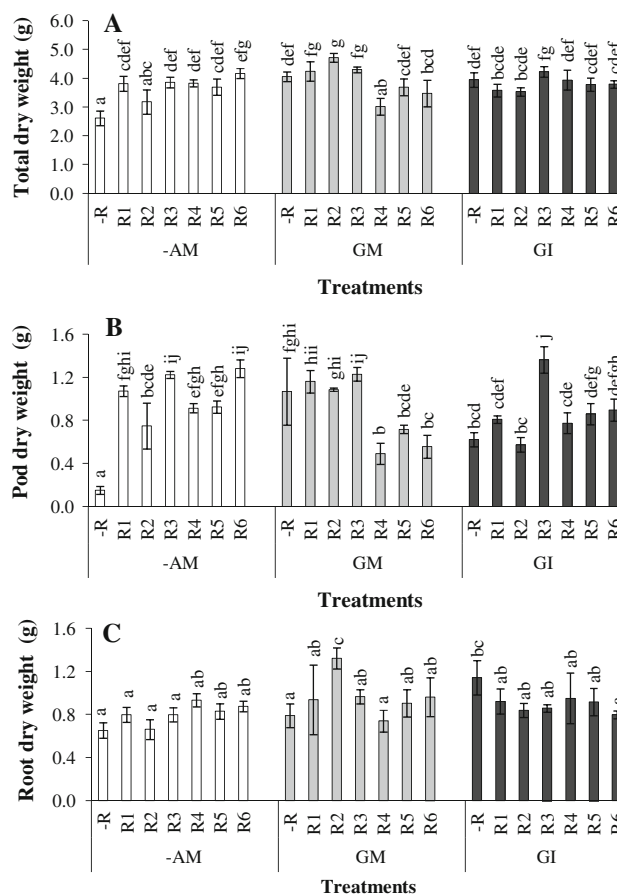 A
Total dry weight (g)
6.0
5.0
4.0
3.0
2.0
1.0
0.0
a cdef abc def def cdef efg def fg g fg ab cdef bcd def bcde bcde fg def cdef cdef
-R R1 R2 R3 R4 R5 R6 -R R1 R2 R3 R4 R5 R6 -R R1 R2 R3 R4 R5 R6
-AM GM GI
Treatments
B
Pod dry weight (g)
1.6
1.2
0.8
0.4
0.0
a fghi bcde ij efgh efgh ij fghi hii ghi ij b bcde bc bcd cdef bc j cde defg defgh
-R R1 R2 R3 R4 R5 R6 -R R1 R2 R3 R4 R5 R6 -R R1 R2 R3 R4 R5 R6
-AM GM GI
Treatments
C
Root dry weight (g)
1.6
1.2
0.8
0.4
0.0
a a a a ab ab ab a ab c ab a ab ab bc ab ab ab ab ab a
-R R1 R2 R3 R4 R5 R6 -R R1 R2 R3 R4 R5 R6 -R R1 R2 R3 R4 R5 R6
-AM GM GI
Treatments